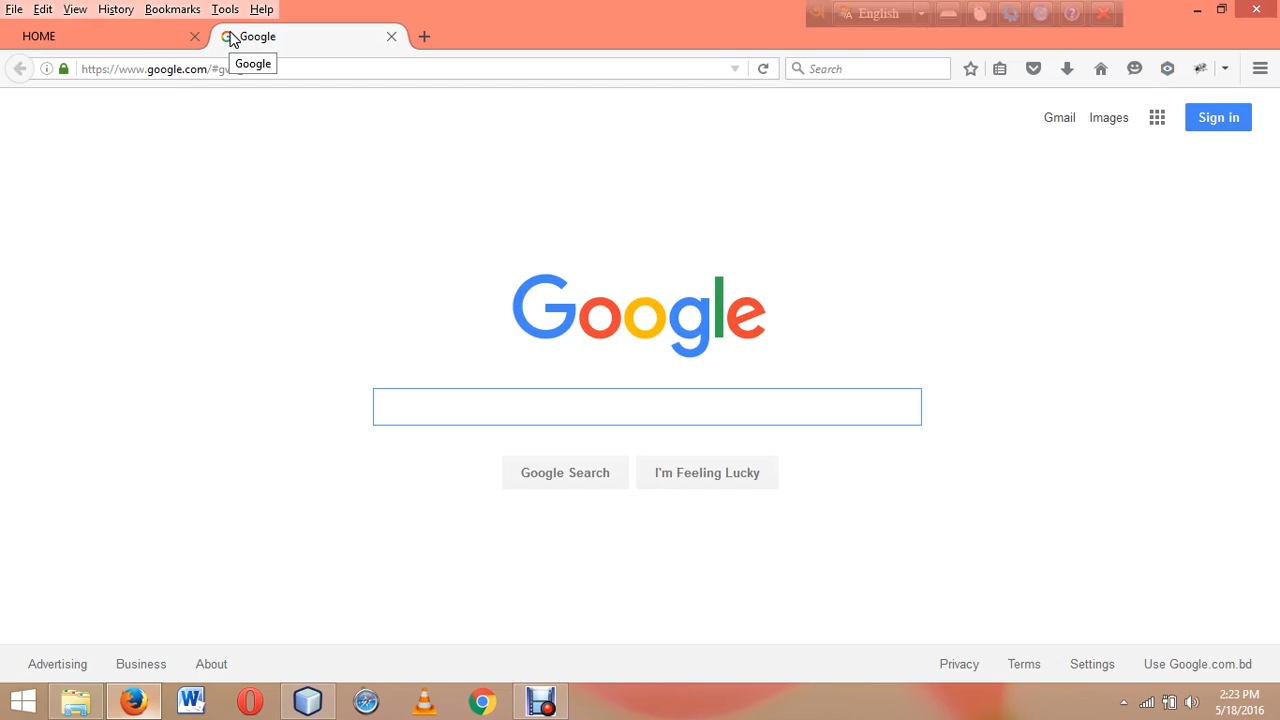 File Edit View History Bookmarks Tools Help
English
HOME
Google
Google
https://www.google.com/#
Search
Gmail Images
Sign in
Google
Google Search
I'm Feeling Lucky
Advertising Business About
Privacy Terms Settings Use Google.com.bd
2:23 PM
5/18/2016